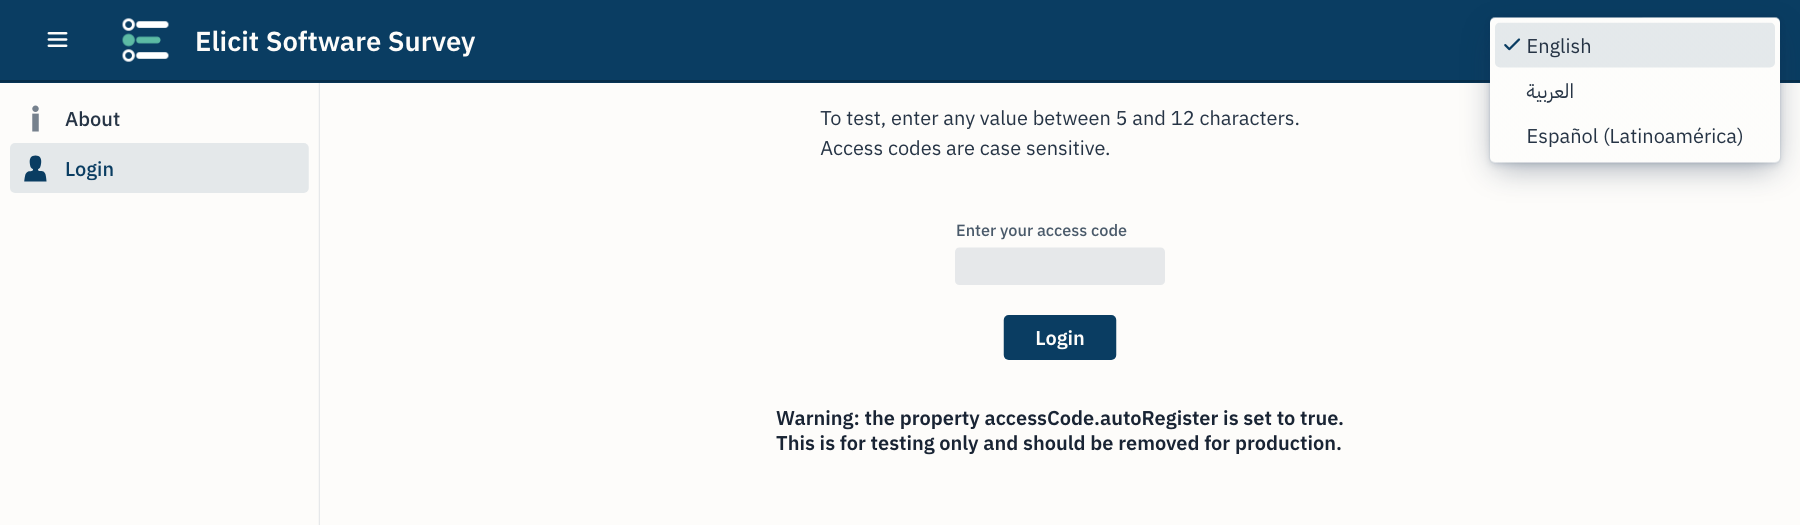 Elicit Software Survey
English
العربية
Español (Latinoamérica)
About
Login
To test, enter any value between 5 and 12 characters.
Access codes are case sensitive.
Enter your access code
Login
Warning: the property accessCode.autoRegister is set to true.
This is for testing only and should be removed for production.